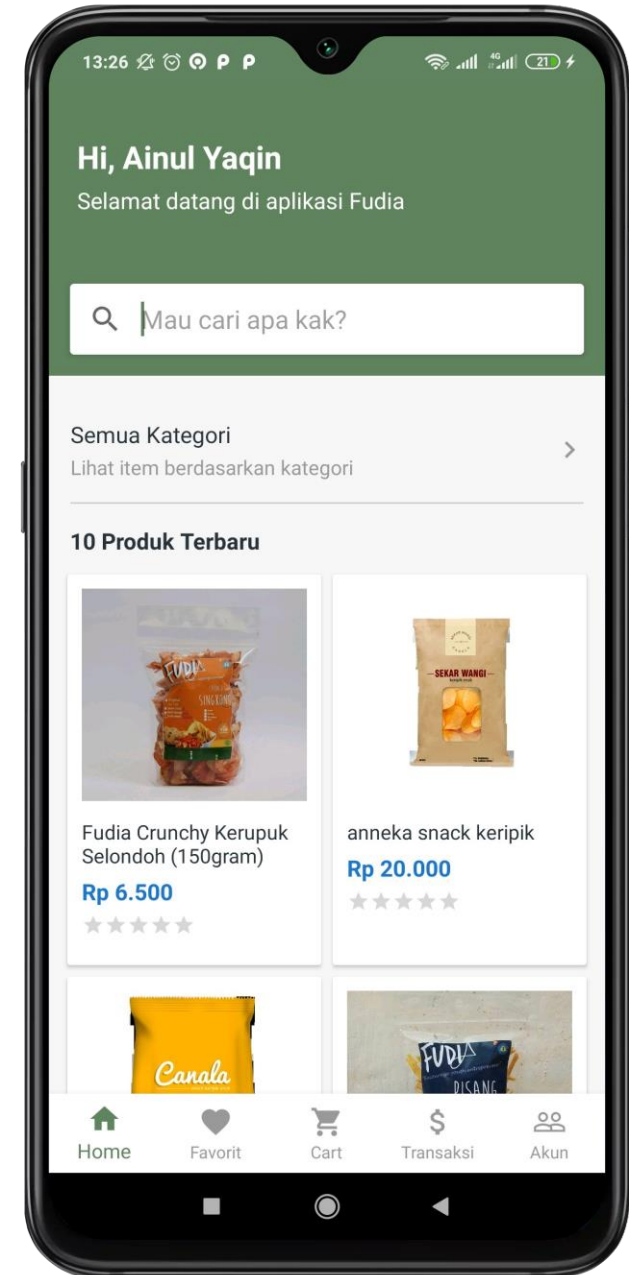 13:26
4G
21
Hi, Ainul Yaqin
Selamat datang di aplikasi Fudia
Mau cari apa kak?
Semua Kategori
Lihat item berdasarkan kategori
10 Produk Terbaru
FUDIA
SINGKONG
SEKAR WANGI
Fudia Crunchy Kerupuk
Selondoh (150gram)
Rp 6.500
anneka snack keripik
Rp 20.000
Canala
FUDIA
PISANG
Home
Favorit
Cart
Transaksi
Akun